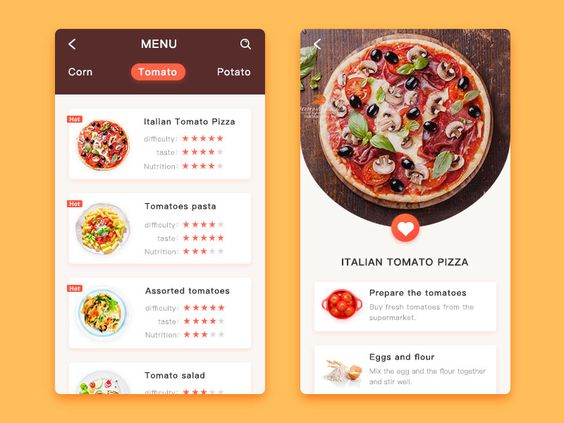 MENU
Corn
Tomato
Potato
Hot
Italian Tomato Pizza
difficulty:
taste:
Nutrition:
Hot
Tomatoes pasta
difficulty:
taste:
Nutrition:
Hot
Assorted tomatoes
difficulty:
taste:
Nutrition:
Tomato salad
difficulty:
ITALIAN TOMATO PIZZA
Prepare the tomatoes
Buy fresh tomatoes from the
supermarket.
Eggs and flour
Mix the egg and the flour together
and stir well.